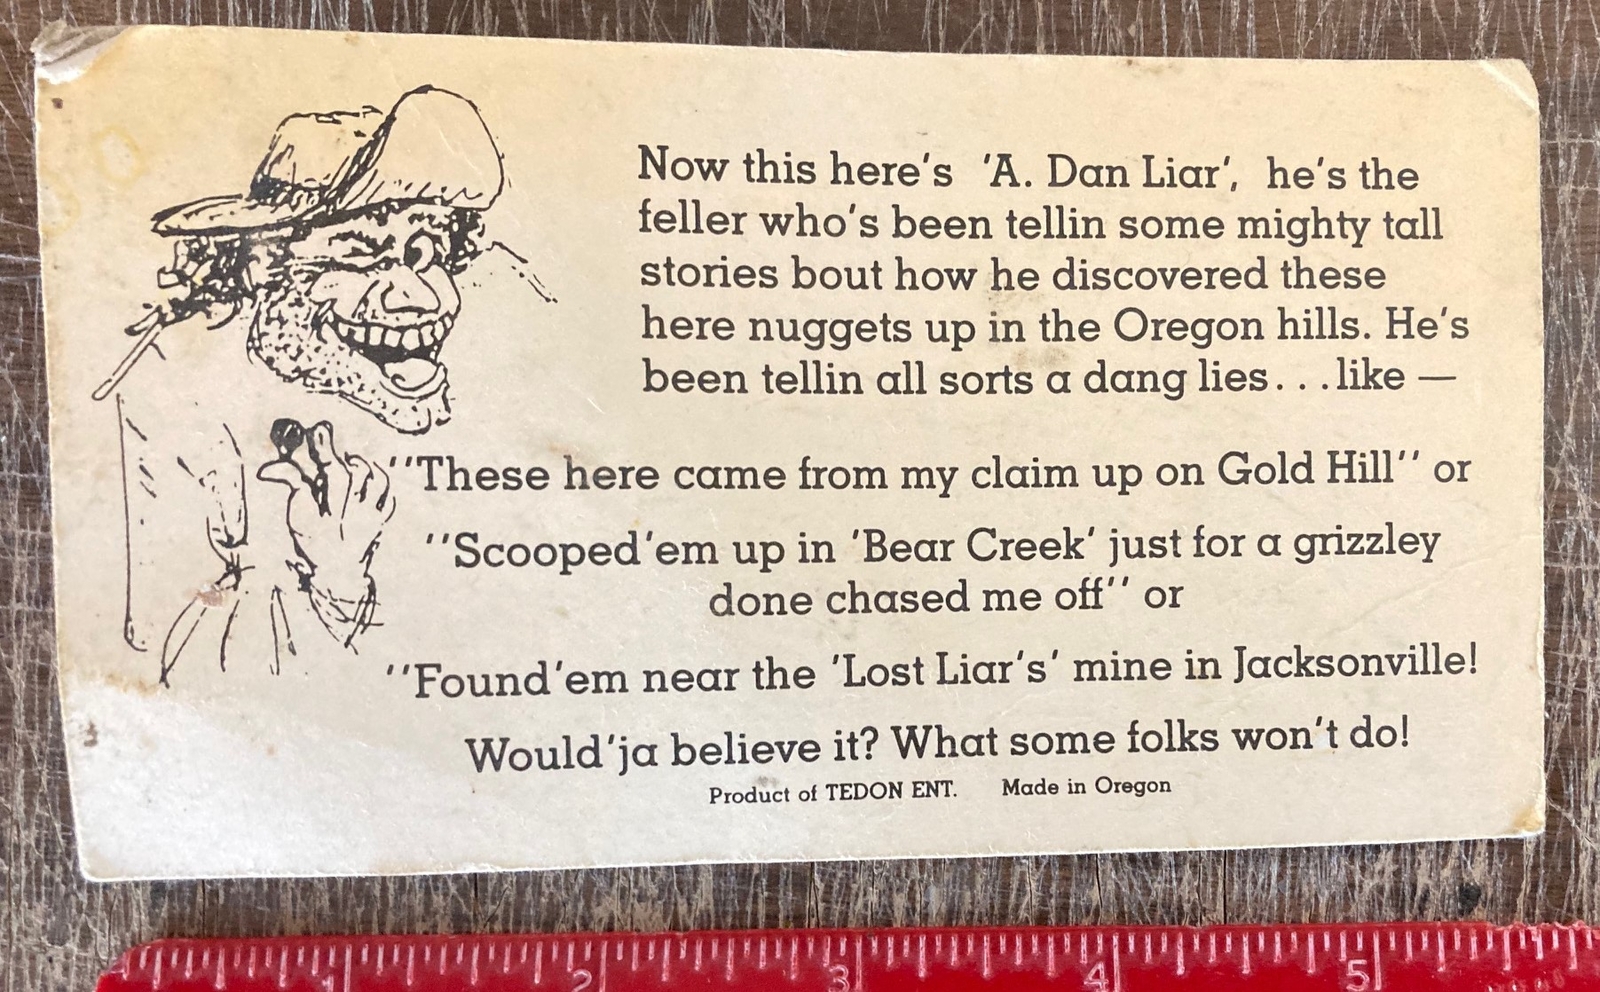 Now this here's 'A. Dan Liar', he's the
feller who's been tellin some mighty tall
stories bout how he discovered these
here nuggets up in the Oregon hills. He's
been tellin all sorts a dang lies...like —
"These here came from my claim up on Gold Hill" or
"Scooped'em up in 'Bear Creek' just for a grizzley
done chased me off" or
"Found'em near the 'Lost Liar's' mine in Jacksonville!
Would'ja believe it? What some folks won't do!
Product of TEDON ENT. Made in Oregon
1 2 3 4 5